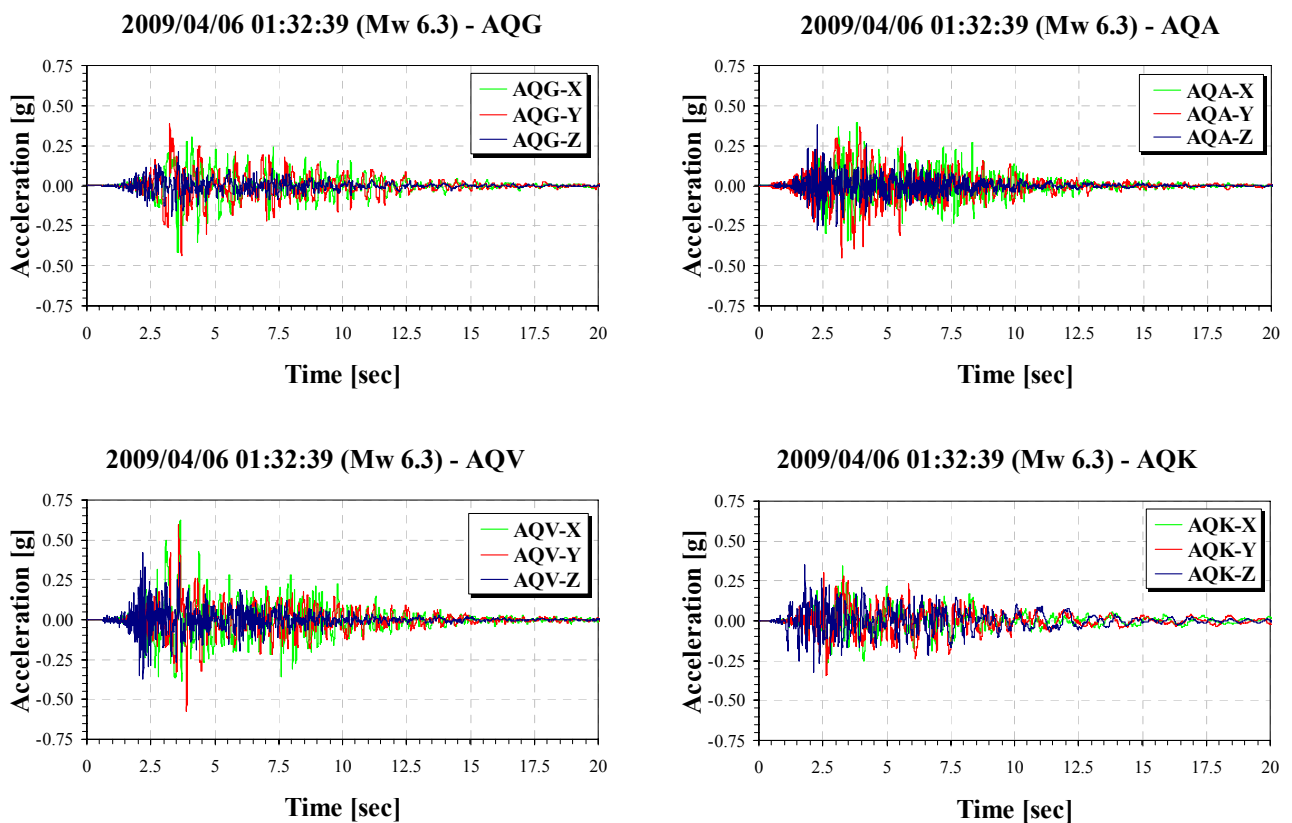 2009/04/06 01:32:39 (Mw 6.3) - AQG
Acceleration [g]
0.75
0.50
0.25
0.00
-0.25
-0.50
-0.75
AQG-X
AQG-Y
AQG-Z
0 2.5 5 7.5 10 12.5 15 17.5 20
Time [sec]
2009/04/06 01:32:39 (Mw 6.3) - AQA
Acceleration [g]
0.75
0.50
0.25
0.00
-0.25
-0.50
-0.75
AQA-X
AQA-Y
AQA-Z
0 2.5 5 7.5 10 12.5 15 17.5 20
Time [sec]
2009/04/06 01:32:39 (Mw 6.3) - AQV
Acceleration [g]
0.75
0.50
0.25
0.00
-0.25
-0.50
-0.75
AQV-X
AQV-Y
AQV-Z
0 2.5 5 7.5 10 12.5 15 17.5 20
Time [sec]
2009/04/06 01:32:39 (Mw 6.3) - AQK
Acceleration [g]
0.75
0.50
0.25
0.00
-0.25
-0.50
-0.75
AQK-X
AQK-Y
AQK-Z
0 2.5 5 7.5 10 12.5 15 17.5 20
Time [sec]